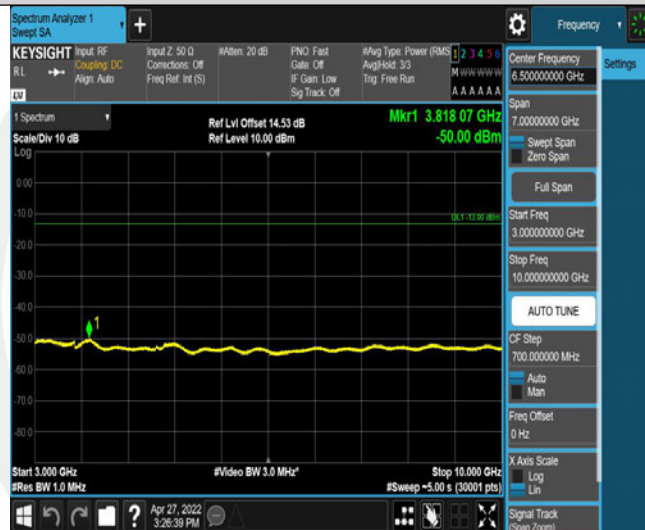 Spectrum Analyzer 1
Swept SA
Frequency
KEYSIGHT
Input: RF
Coupling: DC
Align: Auto
Input Z: 50 Ω
Corrections: Off
Freq Ref: Int (S)
#Atten: 20 dB
PNO: Fast
Gate: Off
IF Gain: Low
Sig Track: Off
#Avg Type: Power (RMS
Avg|Hold: 3/3
Trig: Free Run
1 2 3 4 5 6
M W W W W W
A A A A A A
R L
LXI
1 Spectrum
Scale/Div 10 dB
Log
Ref Lvl Offset 14.53 dB
Ref Level 10.00 dBm
Mkr1 3.818 07 GHz
-50.00 dBm
0.00
-10.0
DL1 -13.00 dBm
-20.0
-30.0
-40.0
1
-50.0
-60.0
-70.0
-80.0
Start 3.000 GHz
#Res BW 1.0 MHz
#Video BW 3.0 MHz*
Stop 10.000 GHz
#Sweep ~5.00 s (30001 pts)
Apr 27, 2022
3:26:39 PM
Center Frequency
6.500000000 GHz
Settings
Span
7.00000000 GHz
Swept Span
Zero Span
Full Span
Start Freq
3.000000000 GHz
Stop Freq
10.000000000 GHz
AUTO TUNE
CF Step
700.000000 MHz
Auto
Man
Freq Offset
0 Hz
X Axis Scale
Log
Lin
Signal Track
(Span Zoom)